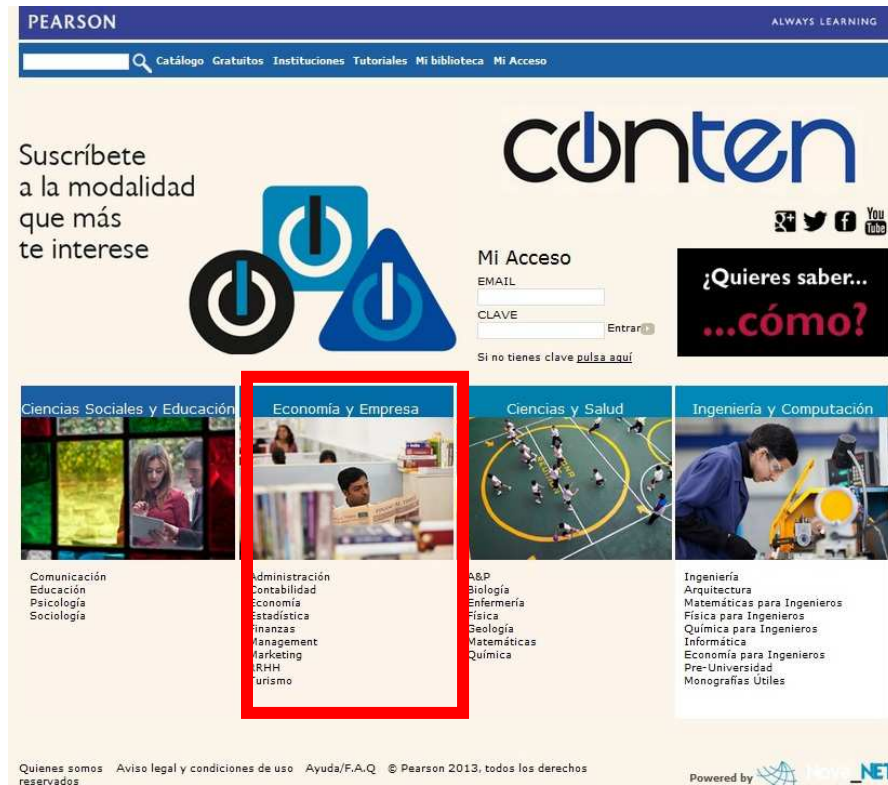 PEARSON
ALWAYS LEARNING
Catálogo Gratuitos Instituciones Tutoriales Mi biblioteca Mi Acceso
Suscríbete
a la modalidad
que más
te interese
conten
You
Tube
Mi Acceso
EMAIL
CLAVE
Entrar
Si no tienes clave pulsa aquí
¿Quieres saber...
...cómo?
Ciencias Sociales y Educación
Comunicación
Educación
Psicología
Sociología
Economía y Empresa
Administración
Contabilidad
Economía
Estadística
Finanzas
Management
Marketing
RRHH
Turismo
Ciencias y Salud
A&P
Biología
Enfermería
Física
Geología
Matemáticas
Química
Ingeniería y Computación
Ingeniería
Arquitectura
Matemáticas para Ingenieros
Física para Ingenieros
Química para Ingenieros
Informática
Economía para Ingenieros
Pre-Universidad
Monografías Útiles
Quienes somos Aviso legal y condiciones de uso Ayuda/F.A.Q © Pearson 2013, todos los derechos
reservados
Powered by Nova_NET